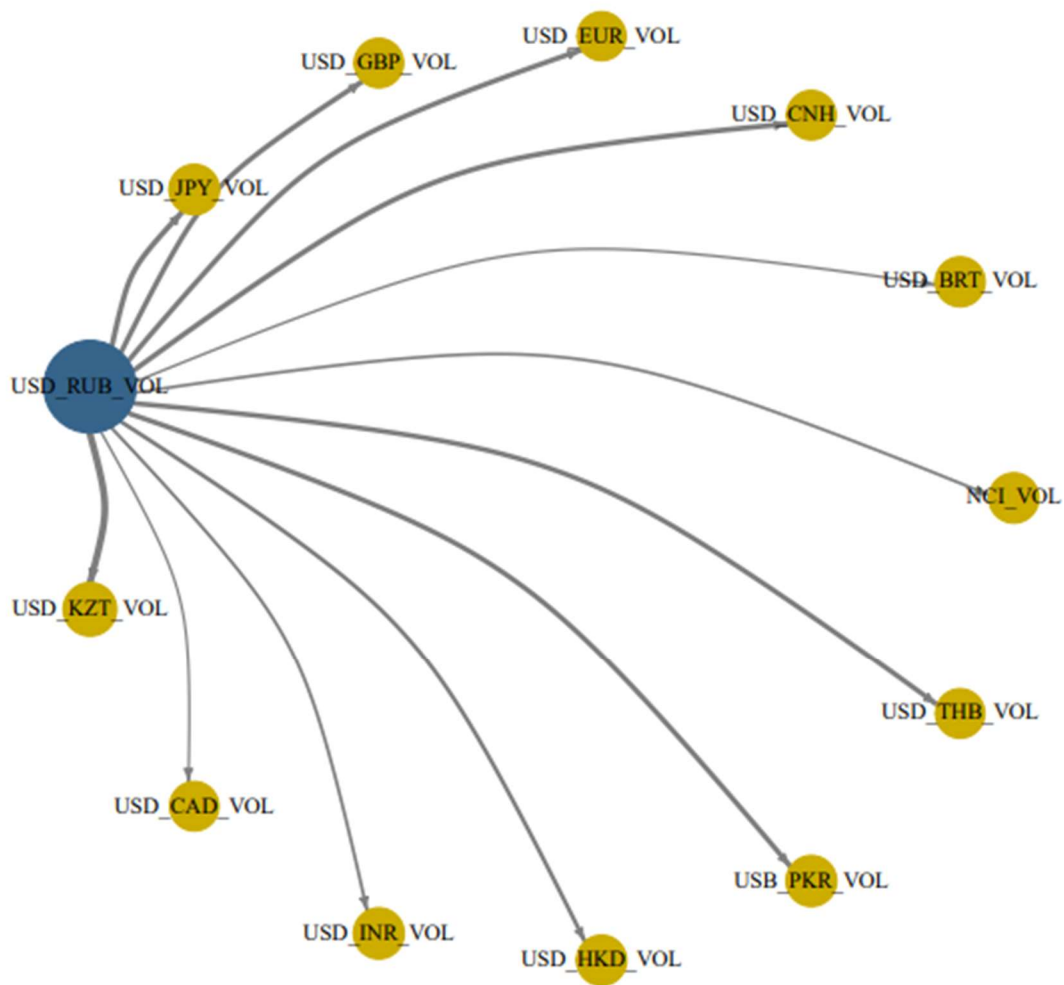 USD_EUR_VOL
USD_GBP_VOL
USD_CNH_VOL
USD_JPY_VOL
USD_BRT_VOL
USD_RUB_VOL
NCI_VOL
USD_KZT_VOL
USD_THB_VOL
USD_CAD_VOL
USB_PKR_VOL
USD_INR_VOL
USD_HKD_VOL